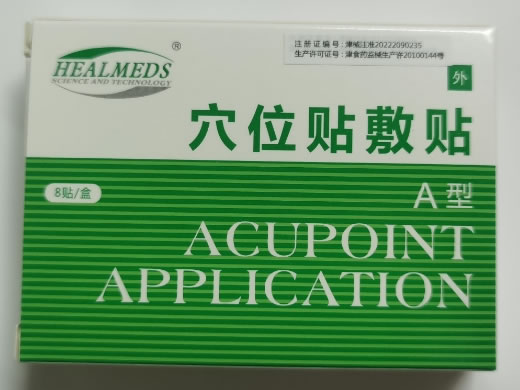 HEALMEDS®
SCIENCE AND TECHNOLOGY
注册证编号:津械注准20222090235
生产许可证号:津食药监械生产许20100144号
外
穴位贴敷贴
8贴/盒
A型
ACUPOINT
APPLICATION